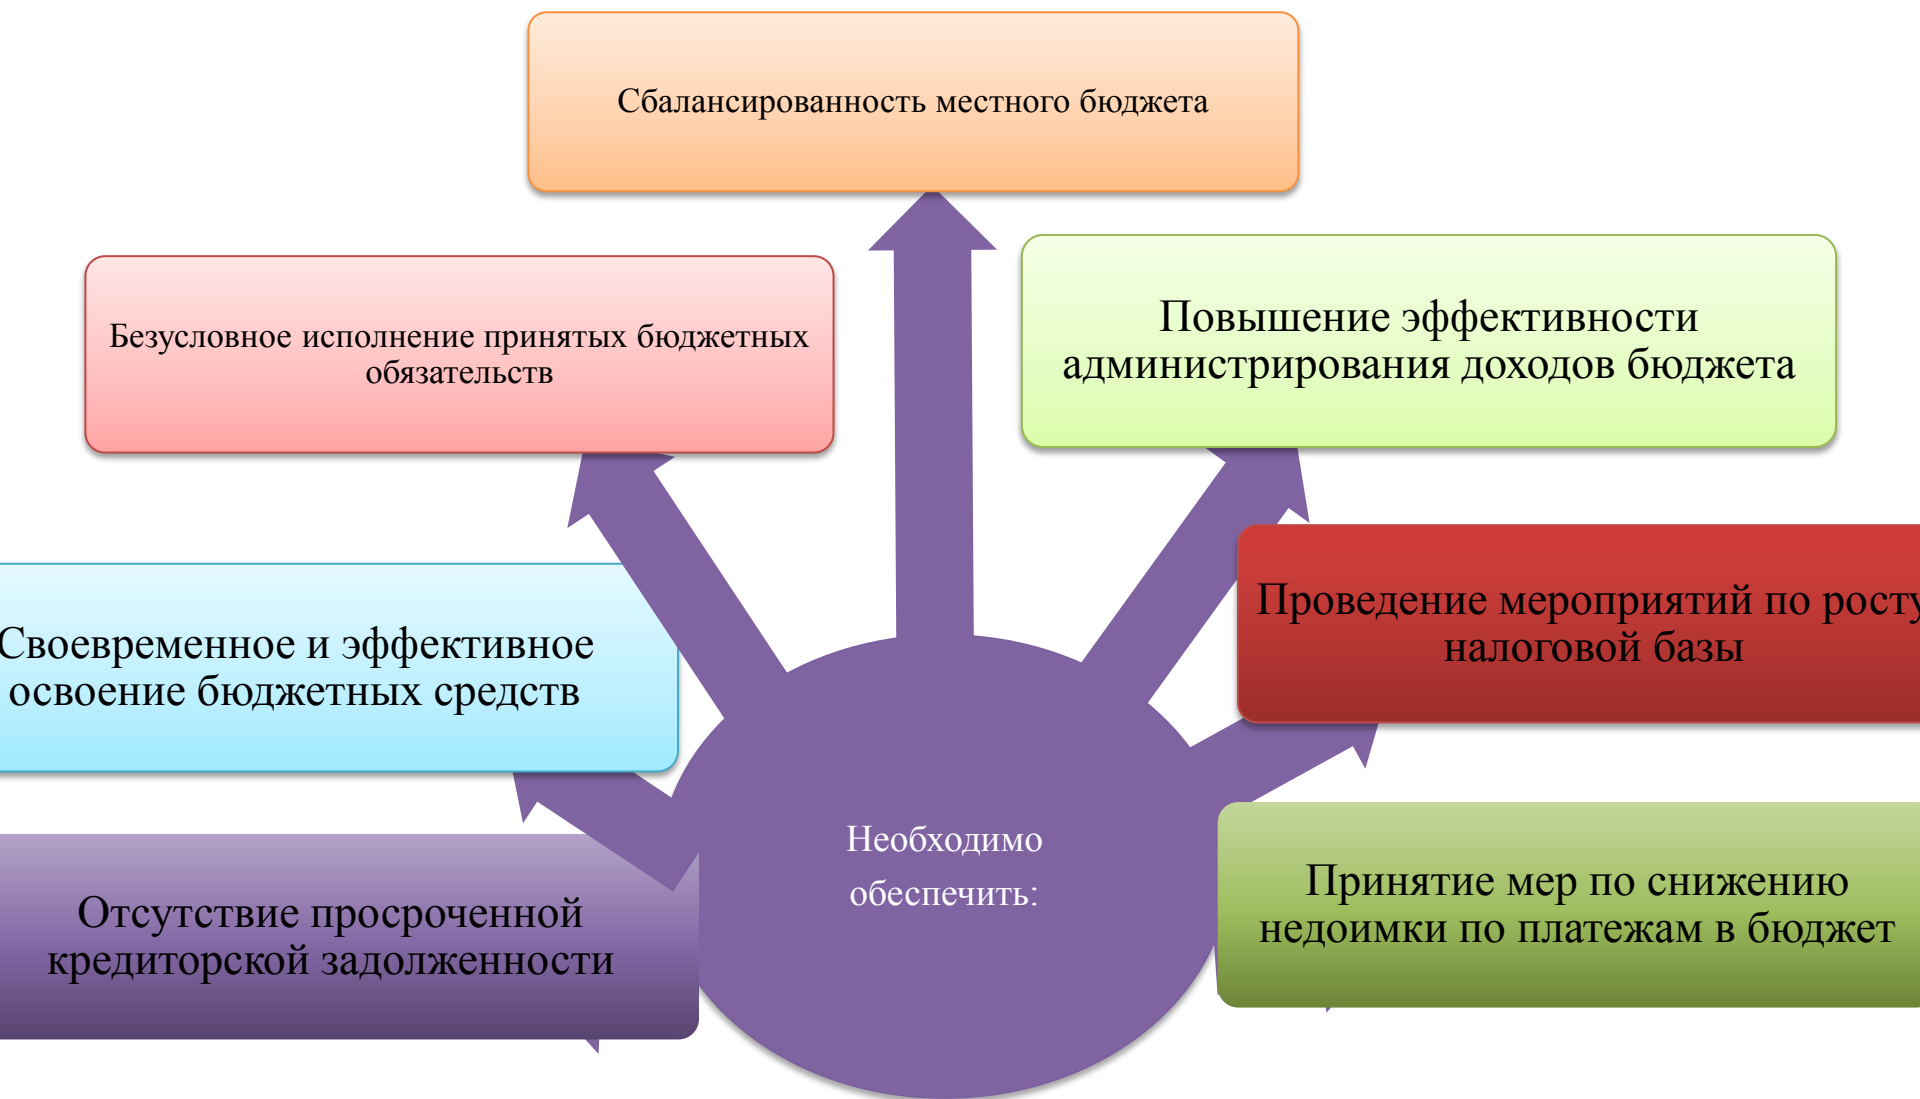 Сбалансированность местного бюджета
Безусловное исполнение принятых бюджетных
обязательств
Повышение эффективности
администрирования доходов бюджета
Своевременное и эффективное
освоение бюджетных средств
Проведение мероприятий по росту
налоговой базы
Необходимо
обеспечить:
Отсутствие просроченной
кредиторской задолженности
Принятие мер по снижению
недоимки по платежам в бюджет